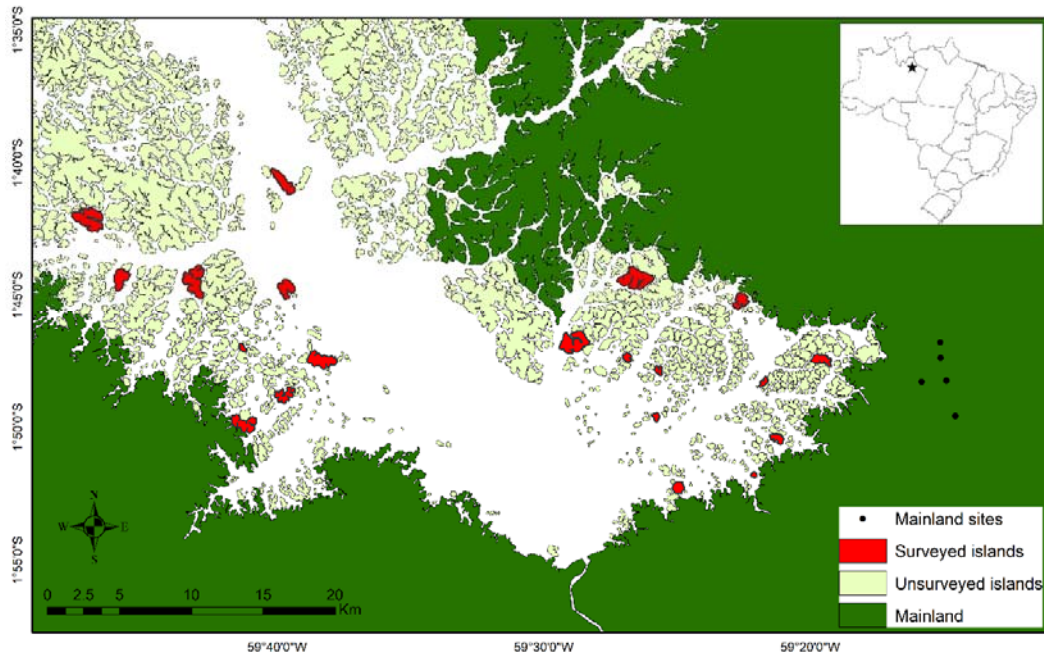 1°35'0"S
1°40'0"S
1°45'0"S
1°50'0"S
1°55'0"S
N
W E
S
0 2.5 5 10 15 20
Km
Mainland sites
Surveyed islands
Unsurveyed islands
Mainland
59°40'0"W 59°30'0"W 59°20'0"W